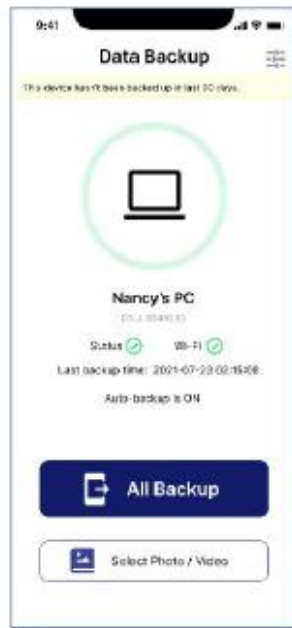 9:41
Data Backup
This device hasn't been backed up in last 30 days.
Nancy's PC
Status Wi-Fi
Last backup time: 2021-07-23 02:15:08
Auto-backup is ON
All Backup
Select Photo / Video